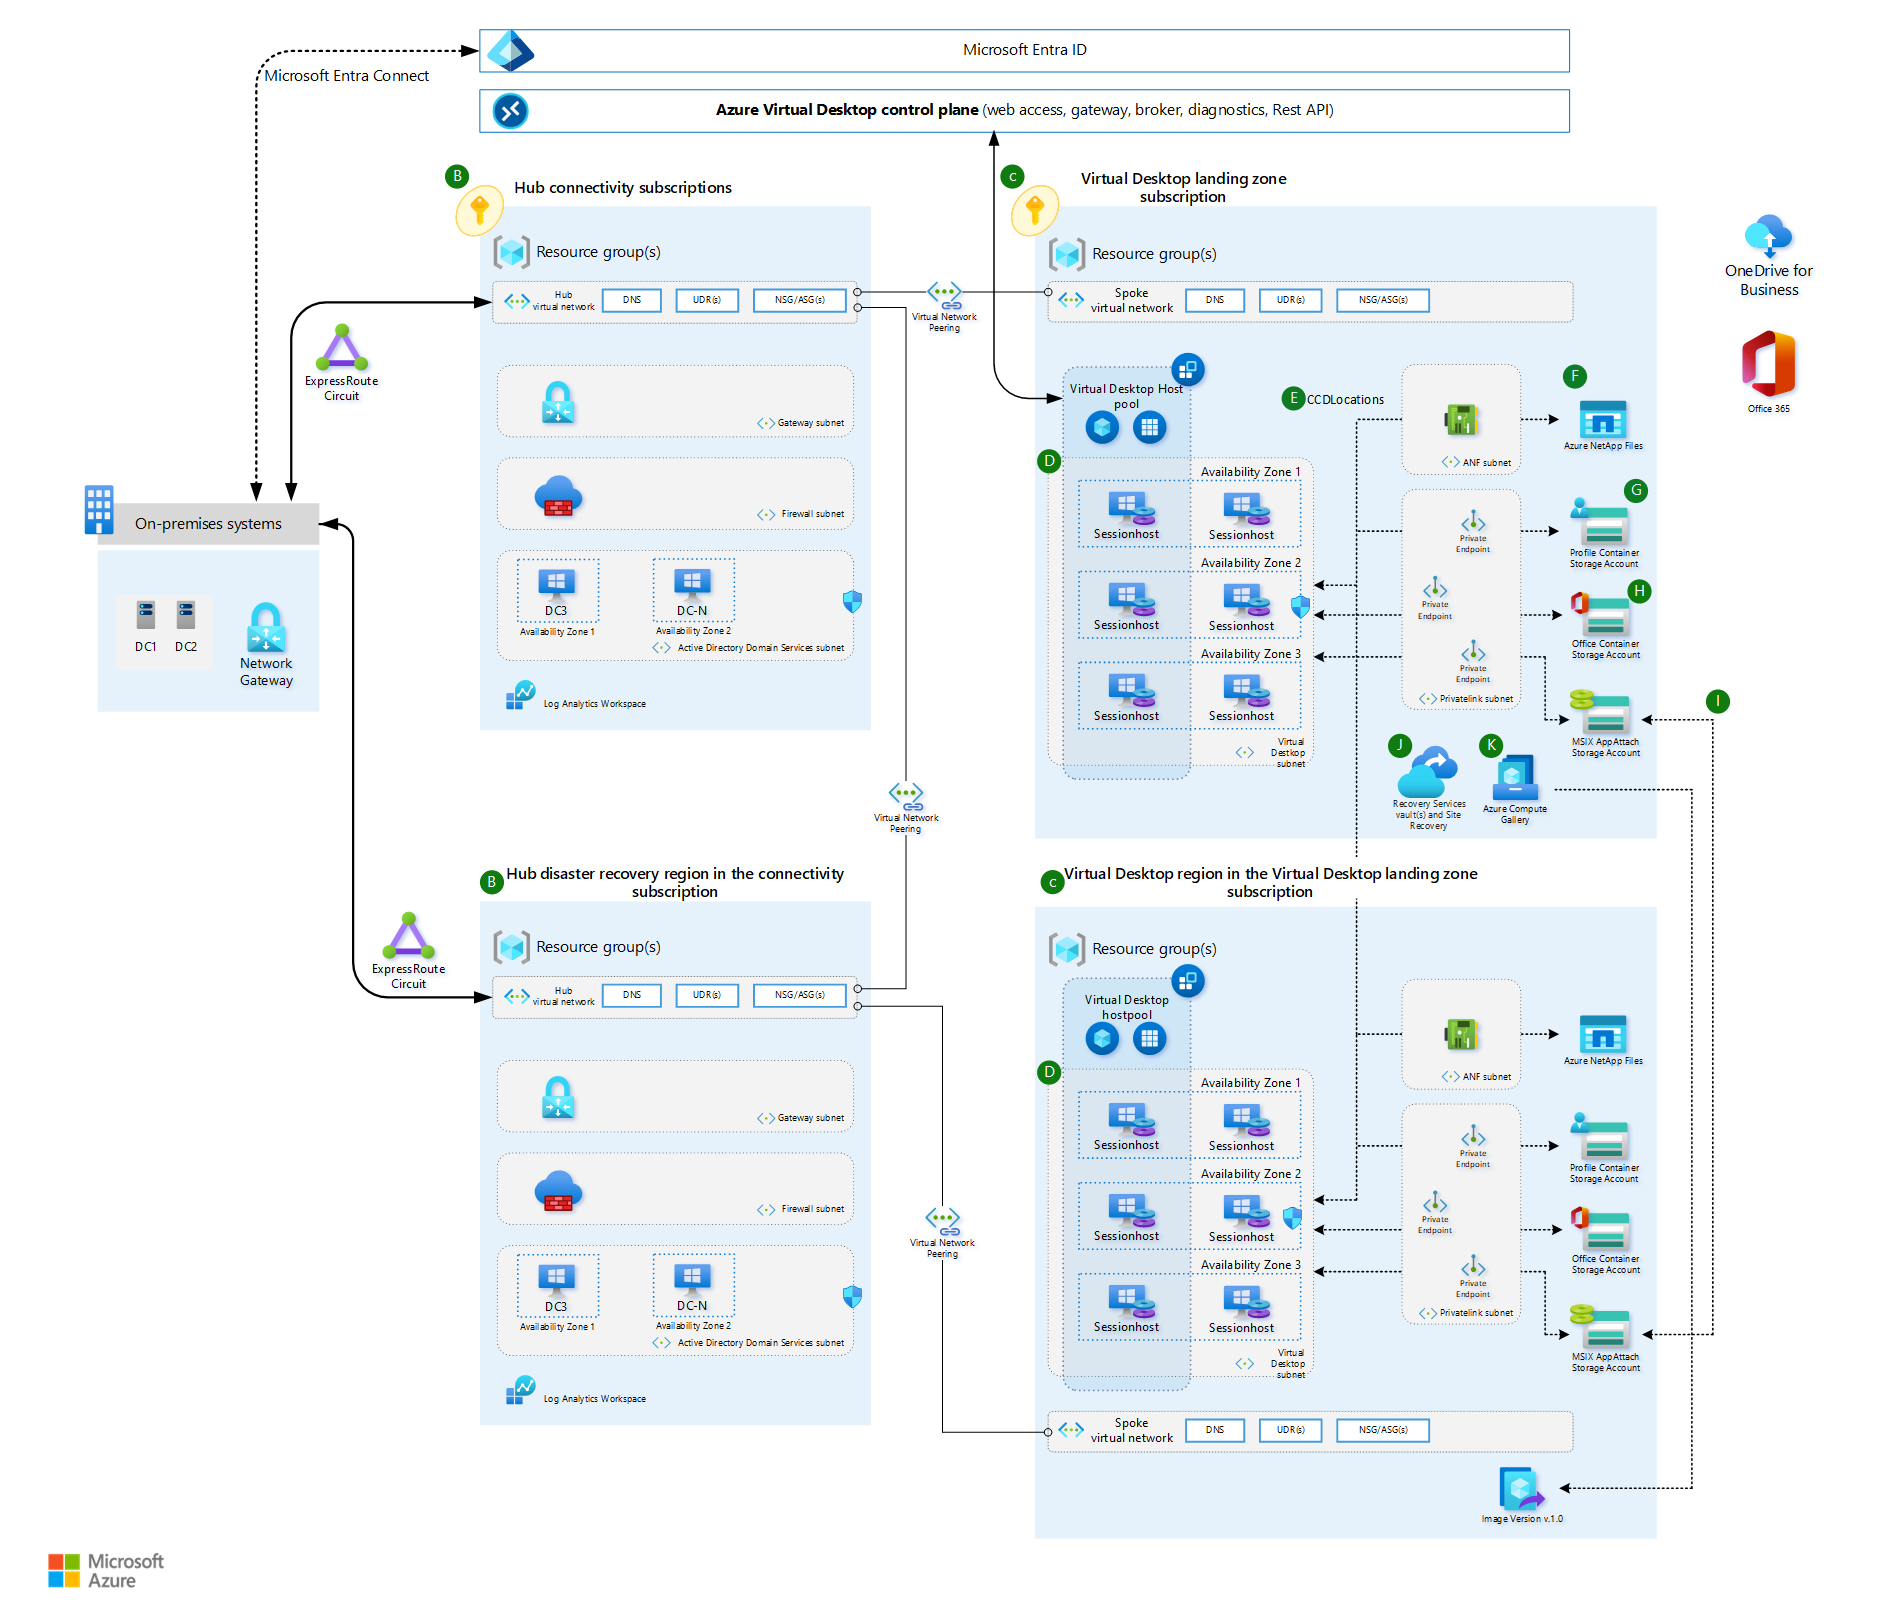 Microsoft Entra ID
Microsoft Entra Connect
Azure Virtual Desktop control plane (web access, gateway, broker, diagnostics, Rest API)
B
Hub connectivity subscriptions
Resource group(s)
Hub
virtual network
DNS
UDR(s)
NSG/ASG(s)
Virtual Network
Peering
ExpressRoute
Circuit
Gateway subnet
Firewall subnet
DC3
Availability Zone 1
DC-N
Availability Zone 2
Active Directory Domain Services subnet
Log Analytics Workspace
On-premises systems
DC1
DC2
Network
Gateway
c
Virtual Desktop landing zone
subscription
Resource group(s)
Spoke
virtual network
DNS
UDR(s)
NSG/ASG(s)
OneDrive for
Business
Office 365
Virtual Desktop Host
pool
D
Availability Zone 1
Sessionhost
Sessionhost
Availability Zone 2
Sessionhost
Sessionhost
Availability Zone 3
Sessionhost
Sessionhost
Virtual
Destkop
subnet
E
CCDLocations
ANF subnet
F
Azure NetApp Files
Private
Endpoint
G
Profile Container
Storage Account
Private
Endpoint
H
Office Container
Storage Account
Private
Endpoint
Privatelink subnet
I
MSIX AppAttach
Storage Account
J
Recovery Services
vault(s) and Site
Recovery
K
Azure Compute
Gallery
Virtual Network
Peering
B
Hub disaster recovery region in the connectivity
subscription
Resource group(s)
ExpressRoute
Circuit
Hub
virtual network
DNS
UDR(s)
NSG/ASG(s)
Gateway subnet
Firewall subnet
DC3
Availability Zone 1
DC-N
Availability Zone 2
Active Directory Domain Services subnet
Log Analytics Workspace
Virtual Network
Peering
c
Virtual Desktop region in the Virtual Desktop landing zone
subscription
Resource group(s)
Virtual Desktop
hostpool
D
Availability Zone 1
Sessionhost
Sessionhost
Availability Zone 2
Sessionhost
Sessionhost
Availability Zone 3
Sessionhost
Sessionhost
Virtual
Desktop
subnet
ANF subnet
Azure NetApp Files
Private
Endpoint
Profile Container
Storage Account
Private
Endpoint
Office Container
Storage Account
Private
Endpoint
Privatelink subnet
MSIX AppAttach
Storage Account
Spoke
virtual network
DNS
UDR(s)
NSG/ASG(s)
Image Version v.1.0
Microsoft
Azure